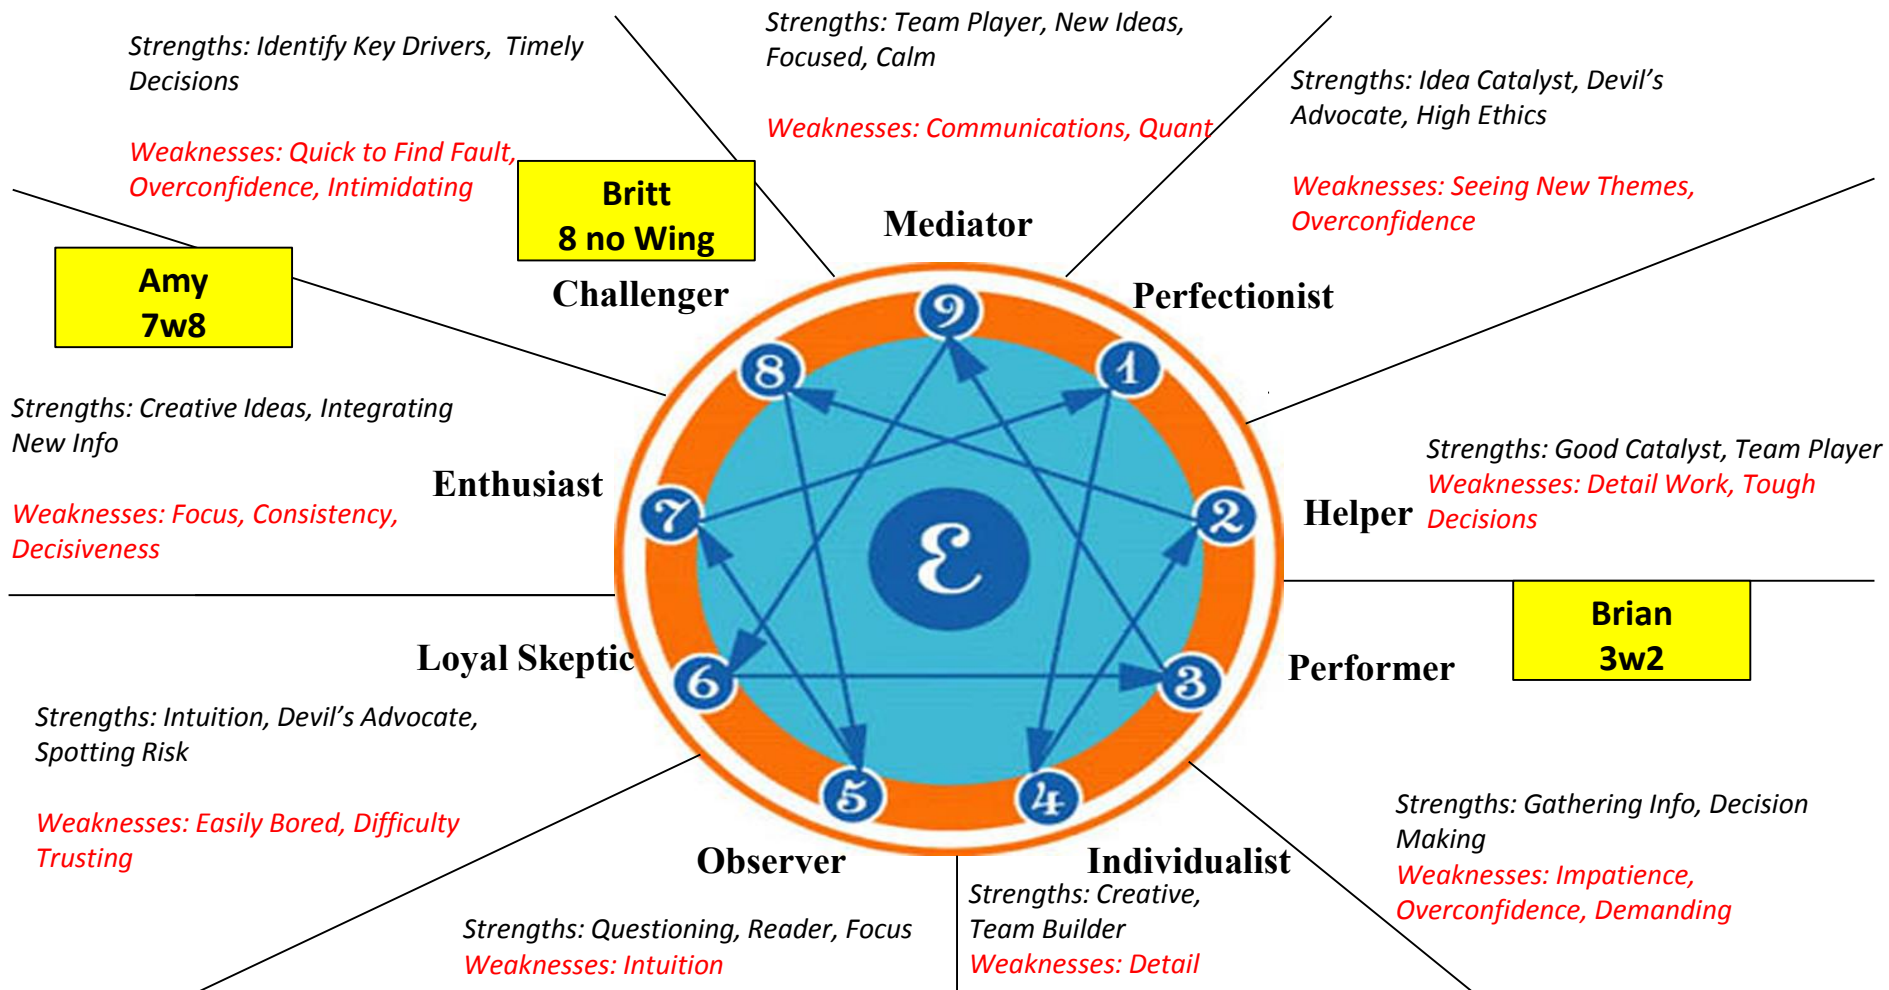 Strengths: Identify Key Drivers, Timely
Decisions
Weaknesses: Quick to Find Fault,
Overconfidence, Intimidating
Strengths: Team Player, New Ideas,
Focused, Calm
Weaknesses: Communications, Quant
Strengths: Idea Catalyst, Devil’s
Advocate, High Ethics
Weaknesses: Seeing New Themes,
Overconfidence
Britt
8 no Wing
Amy
7w8
Mediator
Challenger
Perfectionist
9
8
1
Strengths: Creative Ideas, Integrating
New Info
Weaknesses: Focus, Consistency,
Decisiveness
Enthusiast
7
ℰ
2
Helper
Strengths: Good Catalyst, Team Player
Weaknesses: Detail Work, Tough
Decisions
Brian
3w2
Loyal Skeptic
6
3
Performer
Strengths: Intuition, Devil’s Advocate,
Spotting Risk
Weaknesses: Easily Bored, Difficulty
Trusting
5
4
Strengths: Gathering Info, Decision
Making
Weaknesses: Impatience,
Overconfidence, Demanding
Observer
Strengths: Questioning, Reader, Focus
Weaknesses: Intuition
Individualist
Strengths: Creative,
Team Builder
Weaknesses: Detail